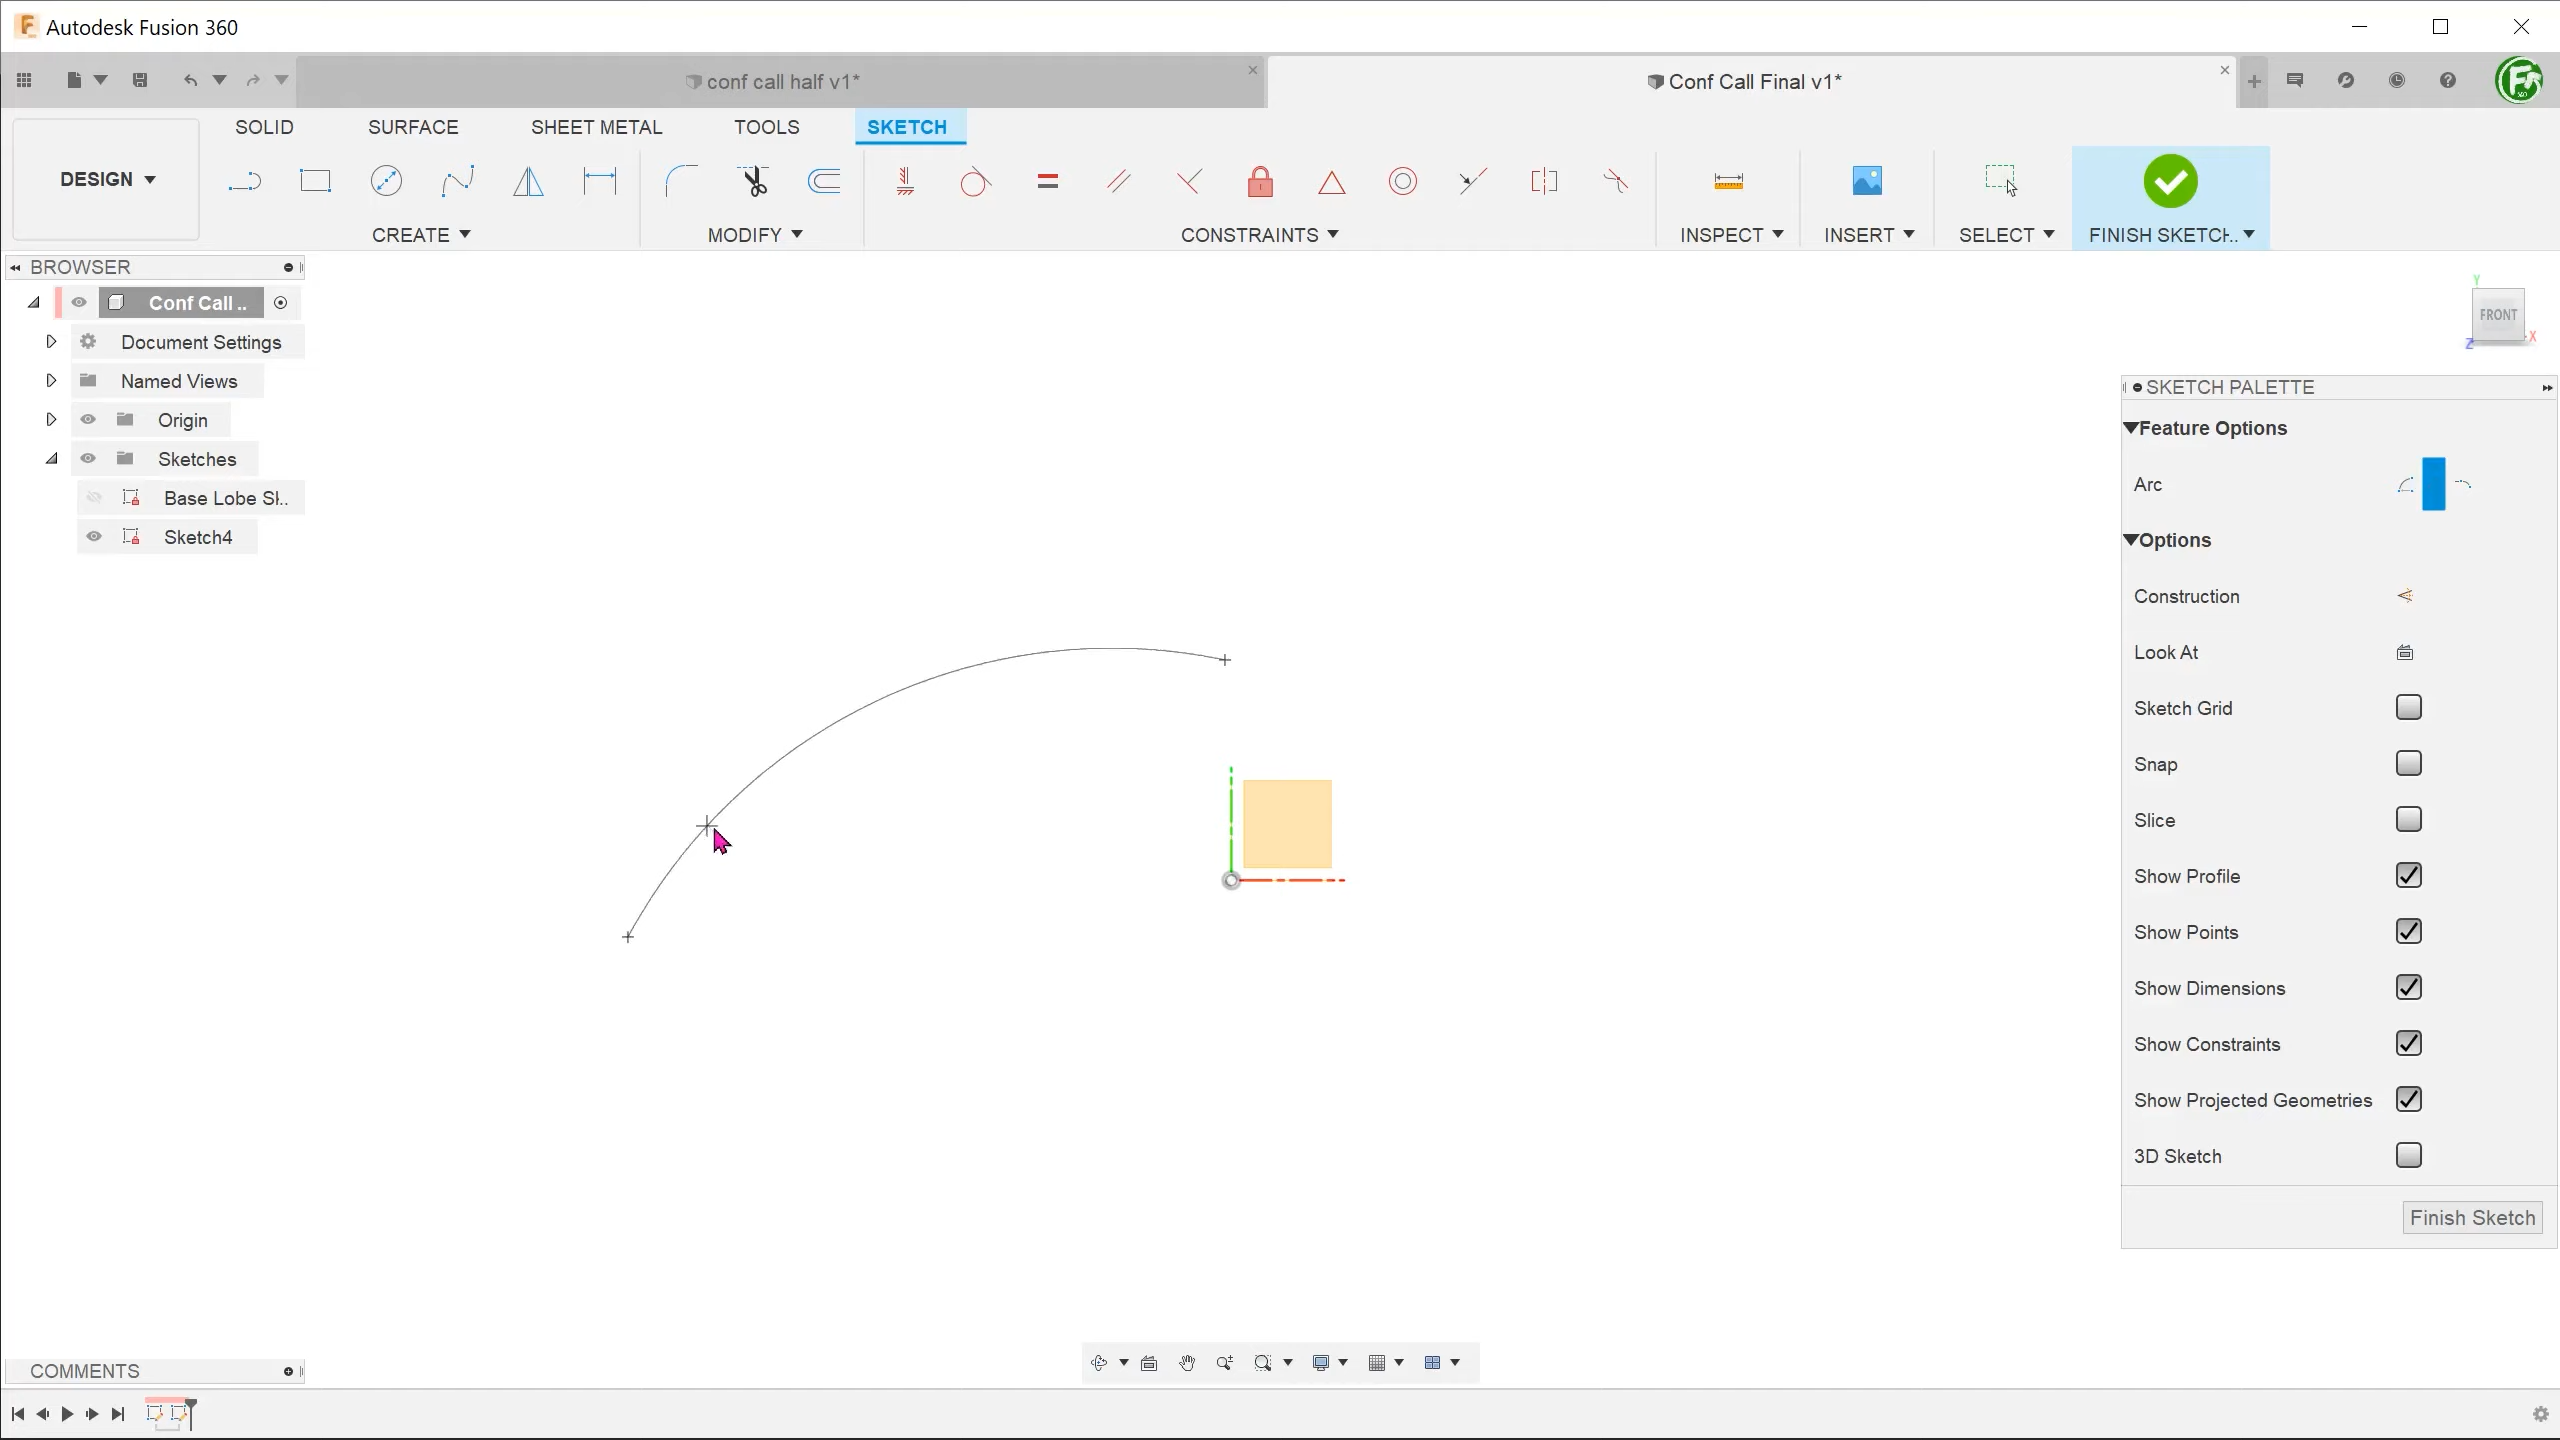 Autodesk Fusion 360
conf call half v1*
Conf Call Final v1*
SOLID SURFACE SHEET METAL TOOLS SKETCH
DESIGN
CREATE MODIFY CONSTRAINTS INSPECT INSERT SELECT FINISH SKETCH..
BROWSER
Conf Call ..
Document Settings
Named Views
Origin
Sketches
Base Lobe Sl..
Sketch4
Y
FRONT
X
Z
SKETCH PALETTE
Feature Options
Arc
Options
Construction
Look At
Sketch Grid
Snap
Slice
Show Profile
Show Points
Show Dimensions
Show Constraints
Show Projected Geometries
3D Sketch
Finish Sketch
COMMENTS